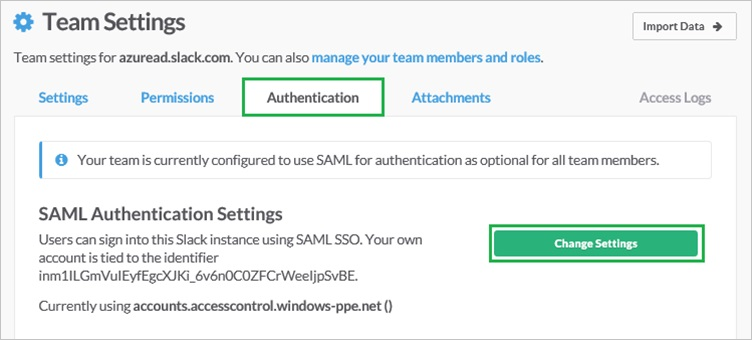 Team Settings
Import Data
Team settings for azuread.slack.com. You can also manage your team members and roles.
Settings
Permissions
Authentication
Attachments
Access Logs
Your team is currently configured to use SAML for authentication as optional for all team members.
SAML Authentication Settings
Users can sign into this Slack instance using SAML SSO. Your own
account is tied to the identifier
inm1ILGmVuIEyfEgcXJKi_6v6n0C0ZFCrWeeIjpSvBE.
Change Settings
Currently using accounts.accesscontrol.windows-ppe.net ()